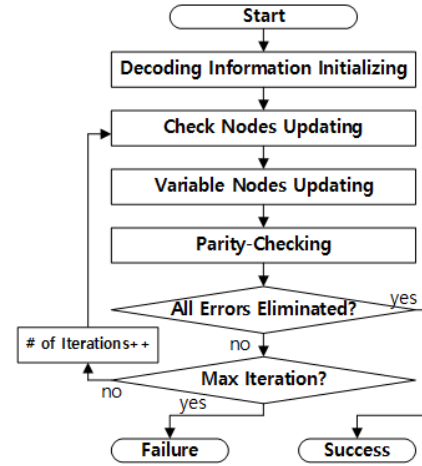 Start
Decoding Information Initializing
Check Nodes Updating
Variable Nodes Updating
Parity-Checking
All Errors Eliminated?
yes
no
# of Iterations++
Max Iteration?
no
yes
Failure
Success